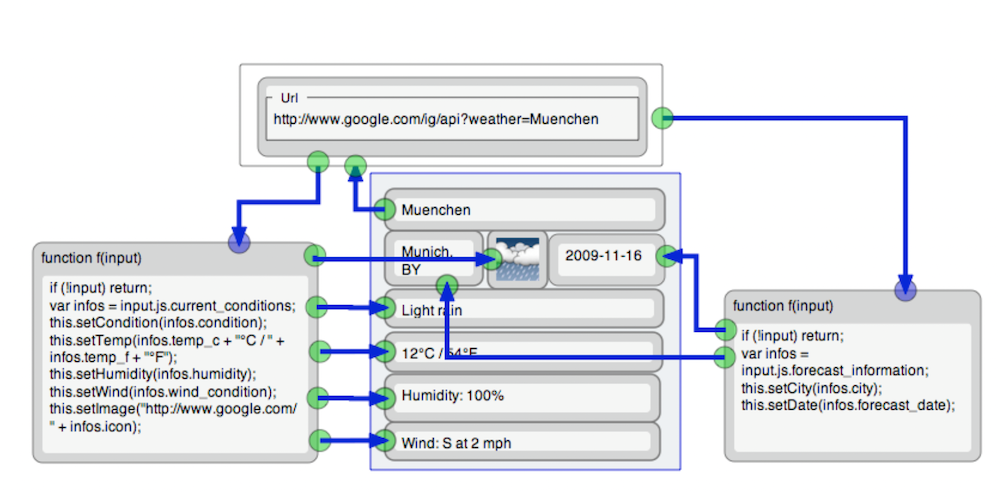 Url
http://www.google.com/ig/api?weather=Muenchen
Muenchen
Munich,
BY
2009-11-16
Light rain
12°C / 54°F
Humidity: 100%
Wind: S at 2 mph
function f(input)
if (!input) return;
var infos = input.js.current_conditions;
this.setCondition(infos.condition);
this.setTemp(infos.temp_c + "°C / " +
infos.temp_f + "°F");
this.setHumidity(infos.humidity);
this.setWind(infos.wind_condition);
this.setImage("http://www.google.com/
" + infos.icon);
function f(input)
if (!input) return;
var infos =
input.js.forecast_information;
this.setCity(infos.city);
this.setDate(infos.forecast_date);